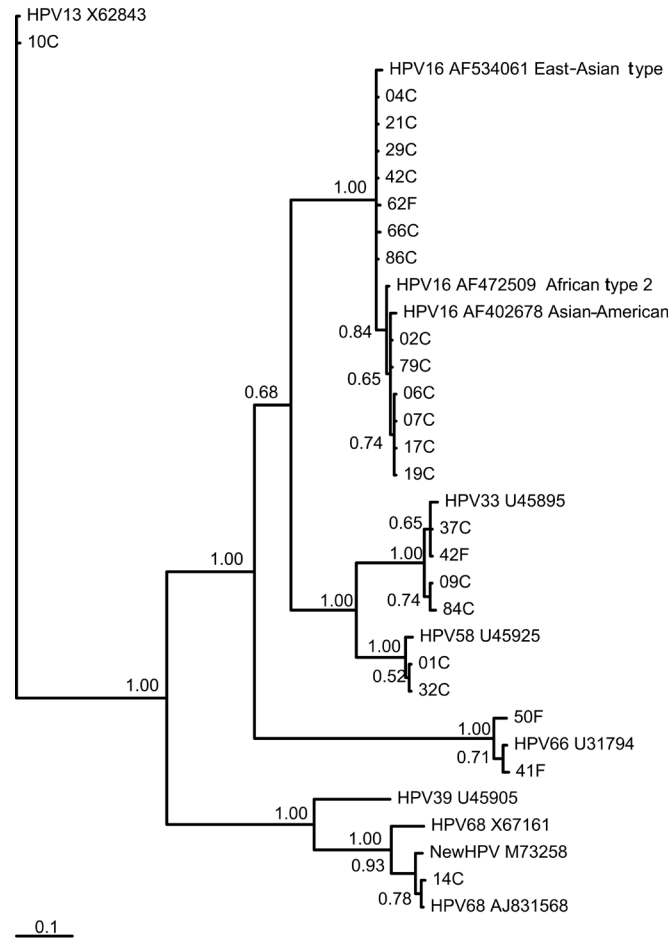 HPV13 X62843
10C
HPV16 AF534061 East-Asian type
04C
21C
29C
42C
1.00
62F
66C
86C
HPV16 AF472509 African type 2
HPV16 AF402678 Asian-American
0.84
02C
79C
0.65
06C
0.68
07C
0.74
17C
19C
HPV33 U45895
0.65
37C
1.00
42F
1.00
09C
1.00
0.74
84C
HPV58 U45925
1.00
01C
0.52
32C
1.00
50F
1.00
HPV66 U31794
0.71
41F
HPV39 U45905
1.00
HPV68 X67161
1.00
NewHPV M73258
0.93
14C
0.78
HPV68 AJ831568
0.1